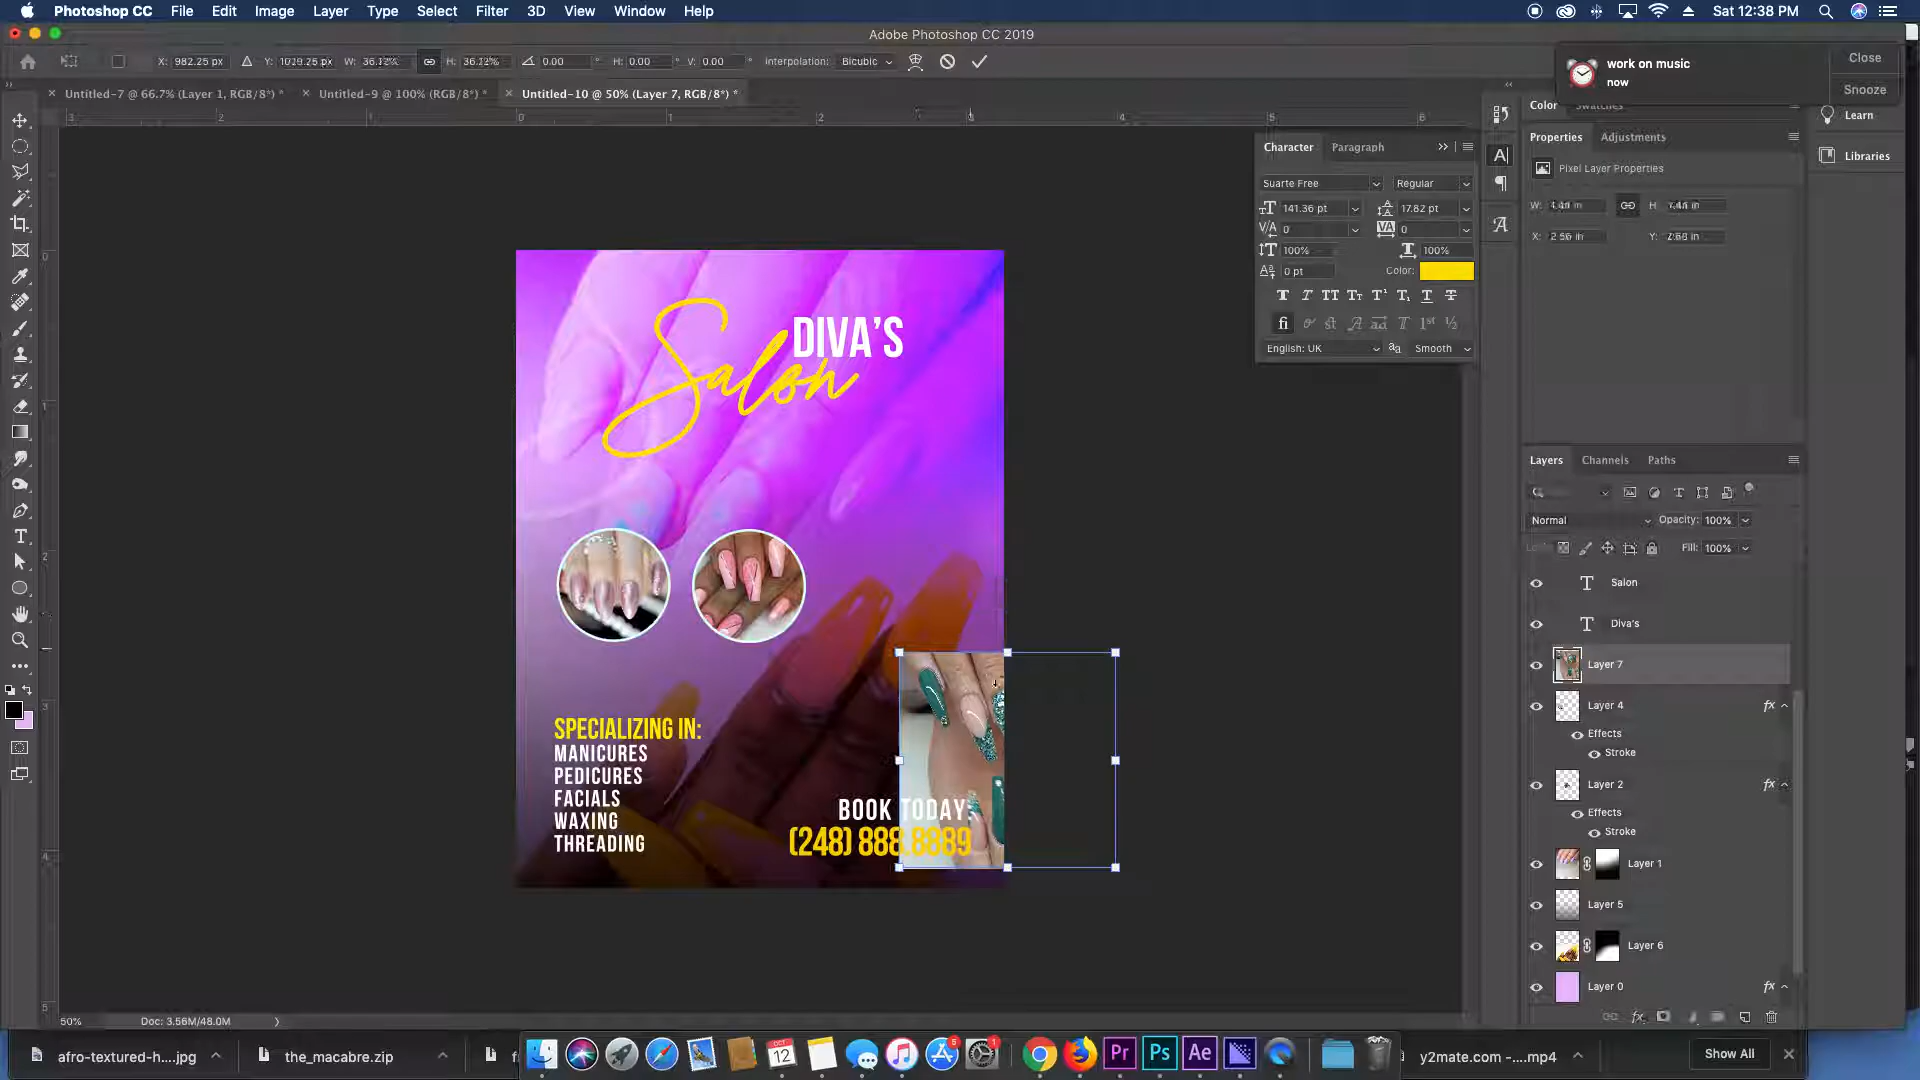 Photoshop CC File Edit Image Layer Type Select Filter 3D View Window Help Sat 12:38 PM
Adobe Photoshop CC 2019
X: 982.25 px Y: 1019.25 px W: 36.12% H: 36.12% 0.00 ° H: 0.00 ° V: 0.00 ° Interpolation: Bicubic
work on music
now
Close
Snooze
Untitled-7 @ 66.7% (Layer 1, RGB/8*) *
Untitled-9 @ 100% (RGB/8*) *
Untitled-10 @ 50% (Layer 7, RGB/8*) *
Color Swatches
Learn
Libraries
Properties Adjustments
Pixel Layer Properties
W: H:
X: 2.56 in Y: 2.68 in
Character Paragraph
Suarte Free Regular
141.36 pt 17.82 pt
0 0
100% 100%
0 pt Color:
English: UK Smooth
DIVA'S
Salon
SPECIALIZING IN:
MANICURES
PEDICURES
FACIALS
WAXING
THREADING
BOOK TODAY:
(248) 888.8889
Layers Channels Paths
Normal Opacity: 100%
Lock: Fill: 100%
Salon
Diva's
Layer 7
Layer 4 fx
Effects
Stroke
Layer 2 fx
Effects
Stroke
Layer 1
Layer 5
Layer 6
Layer 0 fx
50% Doc: 3.56M/48.0M
afro-textured-h....jpg
the_macabre.zip
OCT
12
Pr Ps Ae
y2mate.com -....mp4
Show All